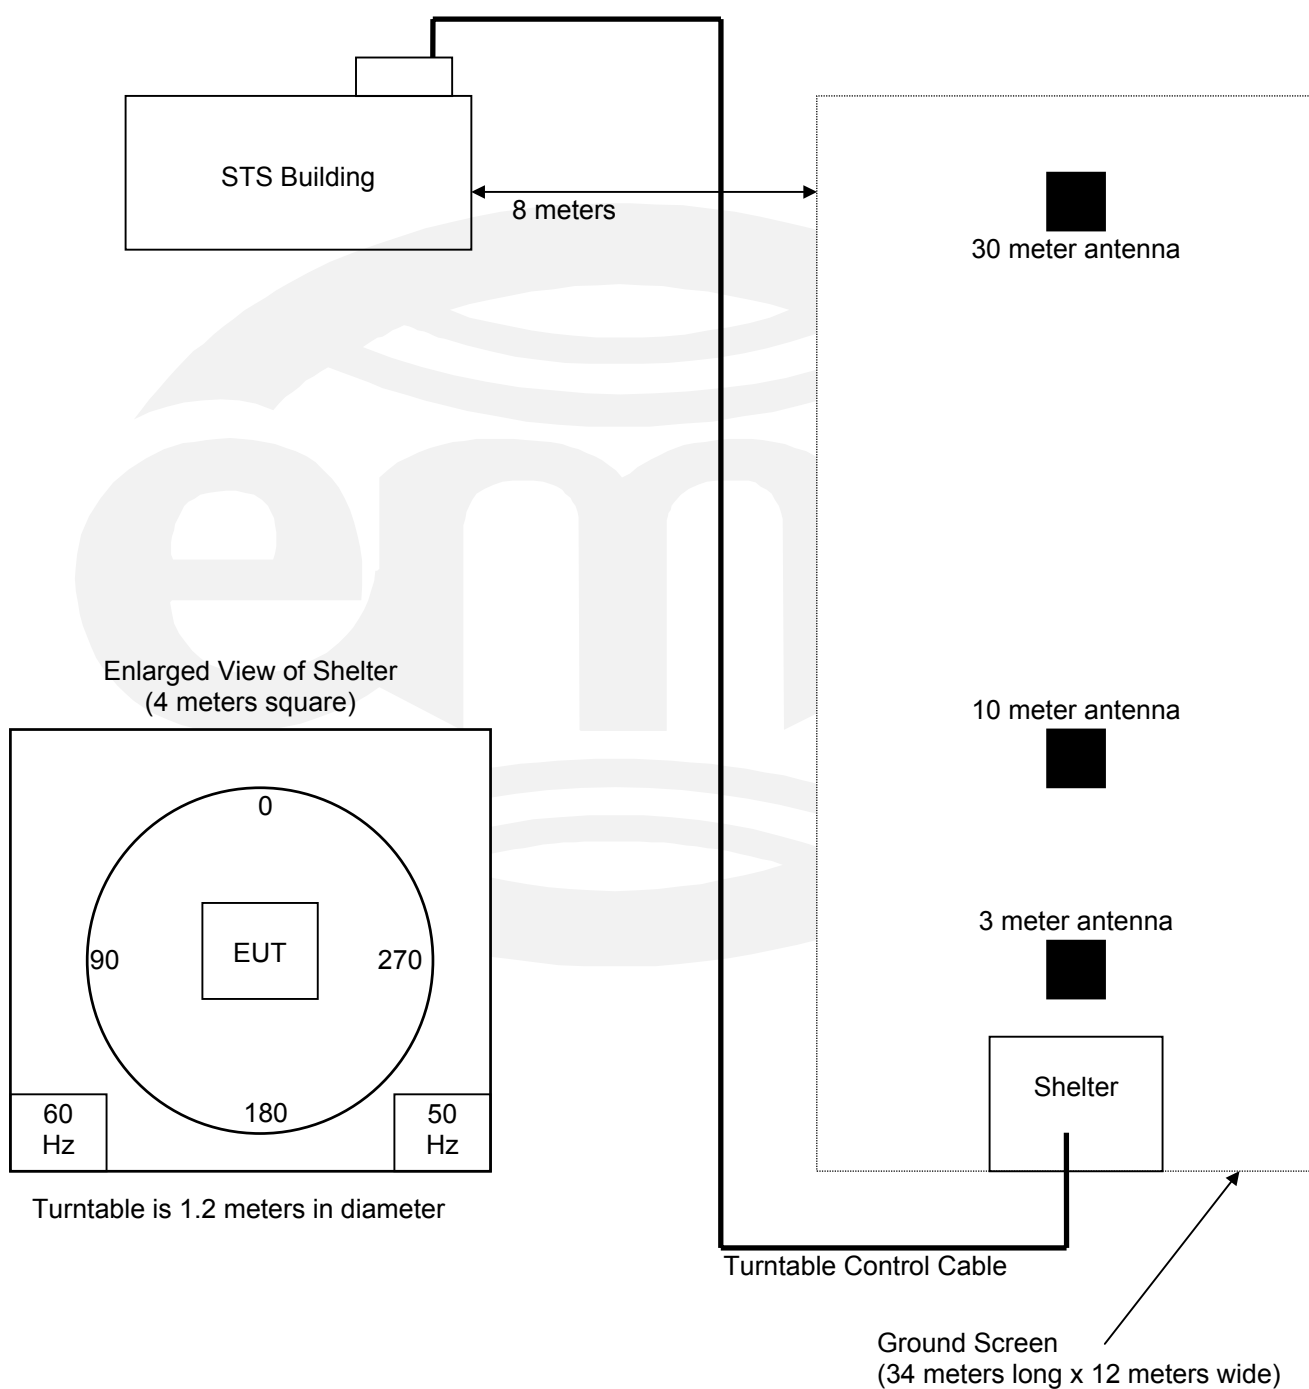 STS Building
8 meters
30 meter antenna
Enlarged View of Shelter
(4 meters square)
10 meter antenna
0
3 meter antenna
90
EUT
270
Shelter
60
Hz
180
50
Hz
Turntable is 1.2 meters in diameter
Turntable Control Cable
Ground Screen
(34 meters long x 12 meters wide)
em